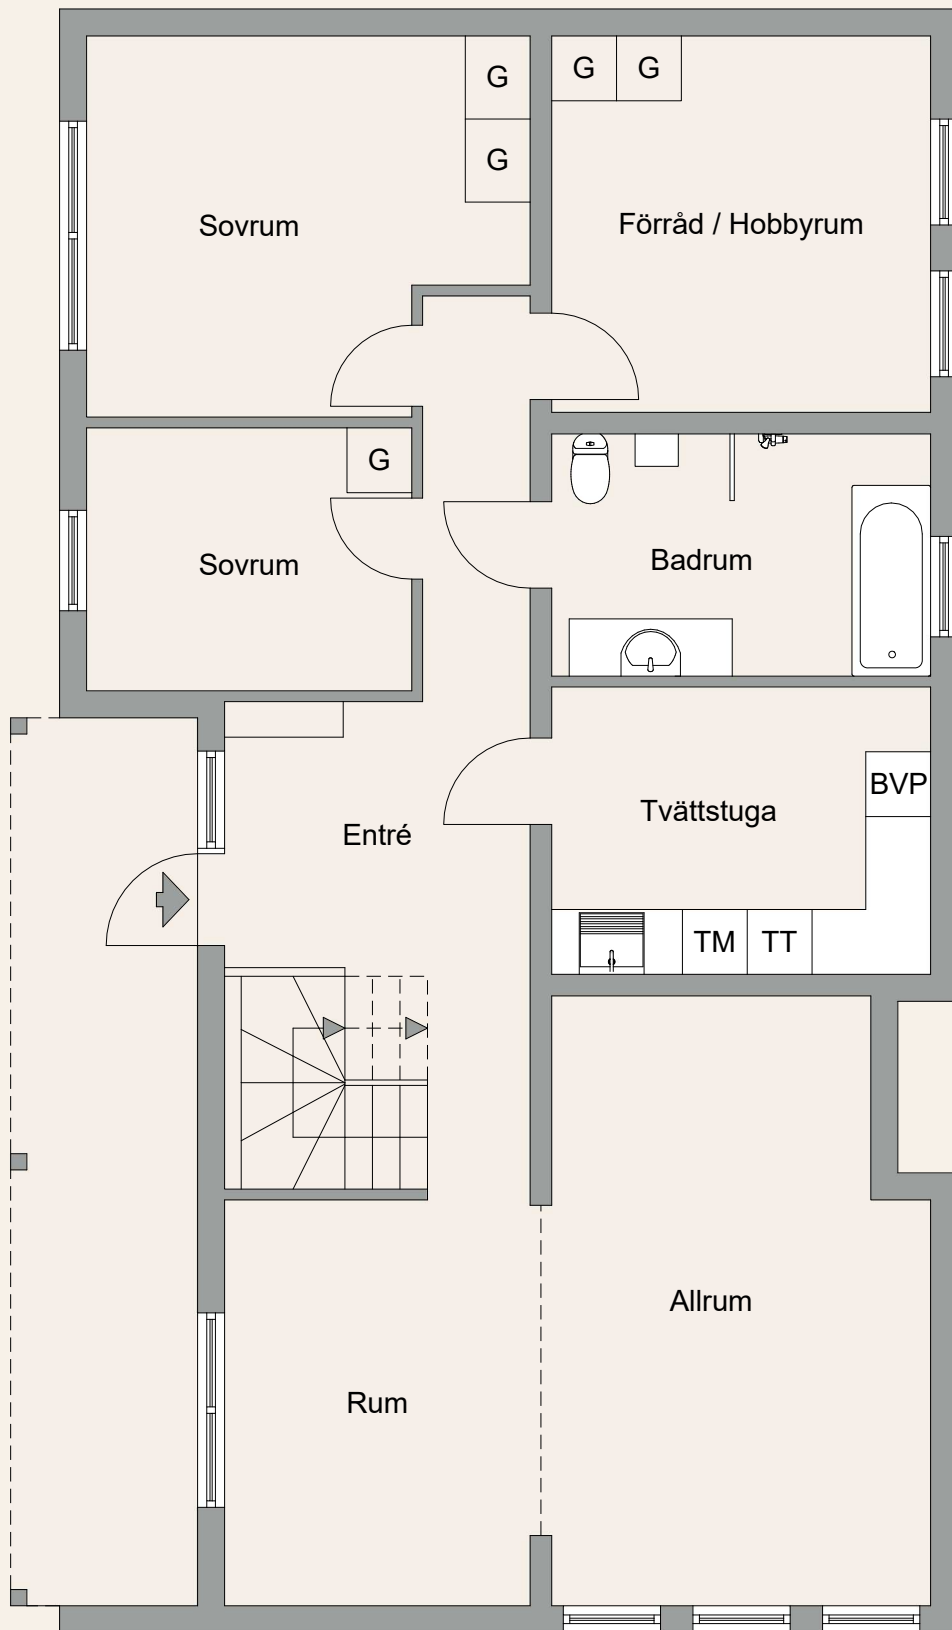 G
G G
G
Sovrum
Förråd / Hobbyrum
G
Sovrum
Badrum
BVP
Tvättstuga
Entré
TM TT
Allrum
Rum